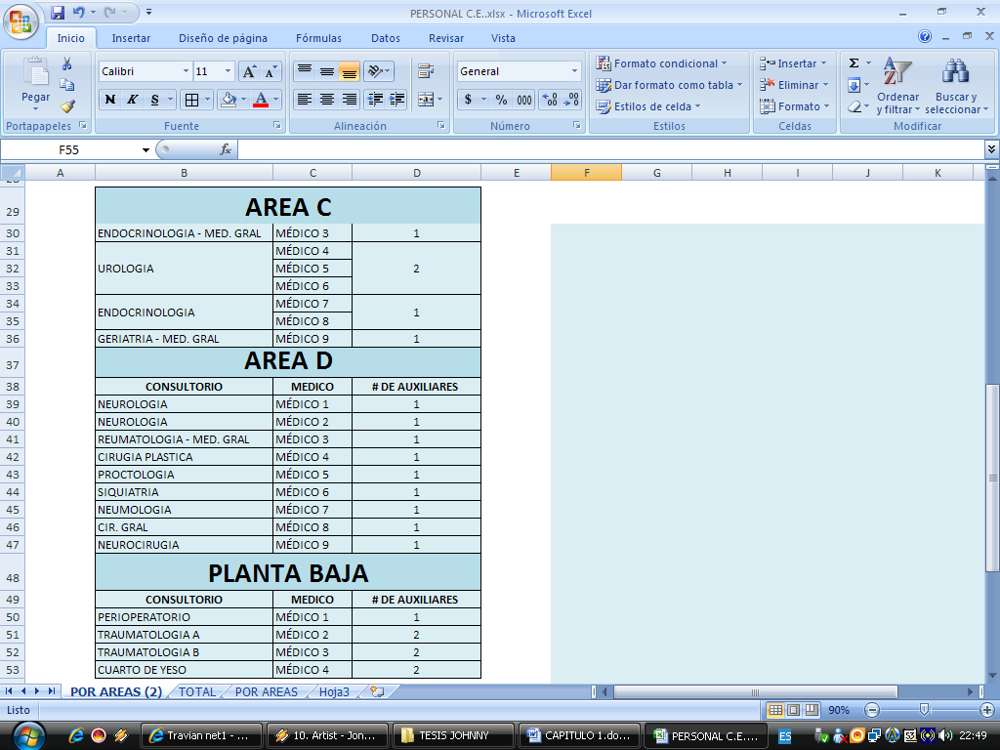 PERSONAL C.E..xlsx - Microsoft Excel
Inicio Insertar Diseño de página Fórmulas Datos Revisar Vista
Pegar
Calibri 11
N K S
A A
A
General
$ % 000
Formato condicional
Dar formato como tabla
Estilos de celda
Insertar
Eliminar
Formato
Σ
Ordenar y filtrar
Buscar y seleccionar
Portapapeles Fuente Alineación Número Estilos Celdas Modificar
F55 fx
A B C D E F G H I J K
29 AREA C
30 ENDOCRINOLOGIA - MED. GRAL MÉDICO 3 1
31 MÉDICO 4
32 UROLOGIA MÉDICO 5 2
33 MÉDICO 6
34 MÉDICO 7
ENDOCRINOLOGIA 1
35 MÉDICO 8
36 GERIATRIA - MED. GRAL MÉDICO 9 1
37 AREA D
38 CONSULTORIO MEDICO # DE AUXILIARES
39 NEUROLOGIA MÉDICO 1 1
40 NEUROLOGIA MÉDICO 2 1
41 REUMATOLOGIA - MED. GRAL MÉDICO 3 1
42 CIRUGIA PLASTICA MÉDICO 4 1
43 PROCTOLOGIA MÉDICO 5 1
44 SIQUIATRIA MÉDICO 6 1
45 NEUMOLOGIA MÉDICO 7 1
46 CIR. GRAL MÉDICO 8 1
47 NEUROCIRUGIA MÉDICO 9 1
48 PLANTA BAJA
49 CONSULTORIO MEDICO # DE AUXILIARES
50 PERIOPERATORIO MÉDICO 1 1
51 TRAUMATOLOGIA A MÉDICO 2 2
52 TRAUMATOLOGIA B MÉDICO 3 2
53 CUARTO DE YESO MÉDICO 4 2
POR AREAS (2) TOTAL POR AREAS Hoja3
Listo 90%
Travian net1 - ... 10. Artist - Jon... TESIS JOHNNY CAPITULO 1.do... PERSONAL C.E.... ES 22:49